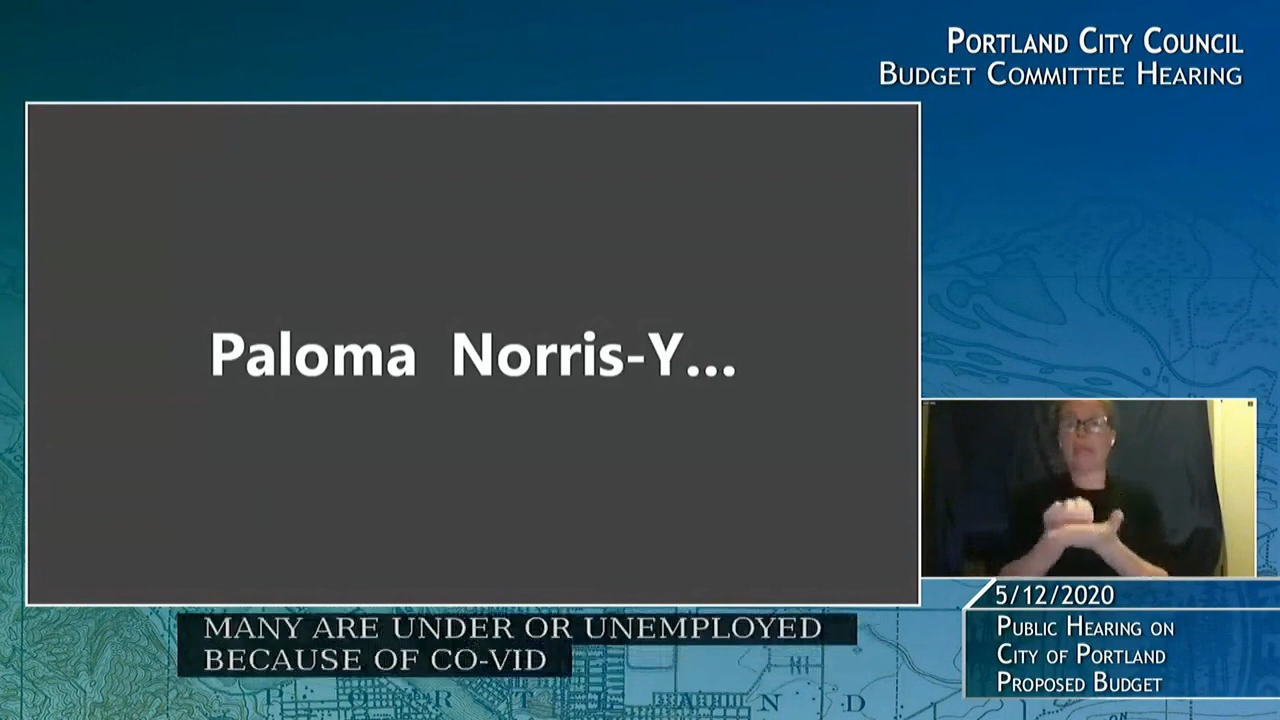 PORTLAND CITY COUNCIL
BUDGET COMMITTEE HEARING
Paloma Norris-Y...
MANY ARE UNDER OR UNEMPLOYED
BECAUSE OF CO-VID
5/12/2020
PUBLIC HEARING ON
CITY OF PORTLAND
PROPOSED BUDGET
P O R T L A N D